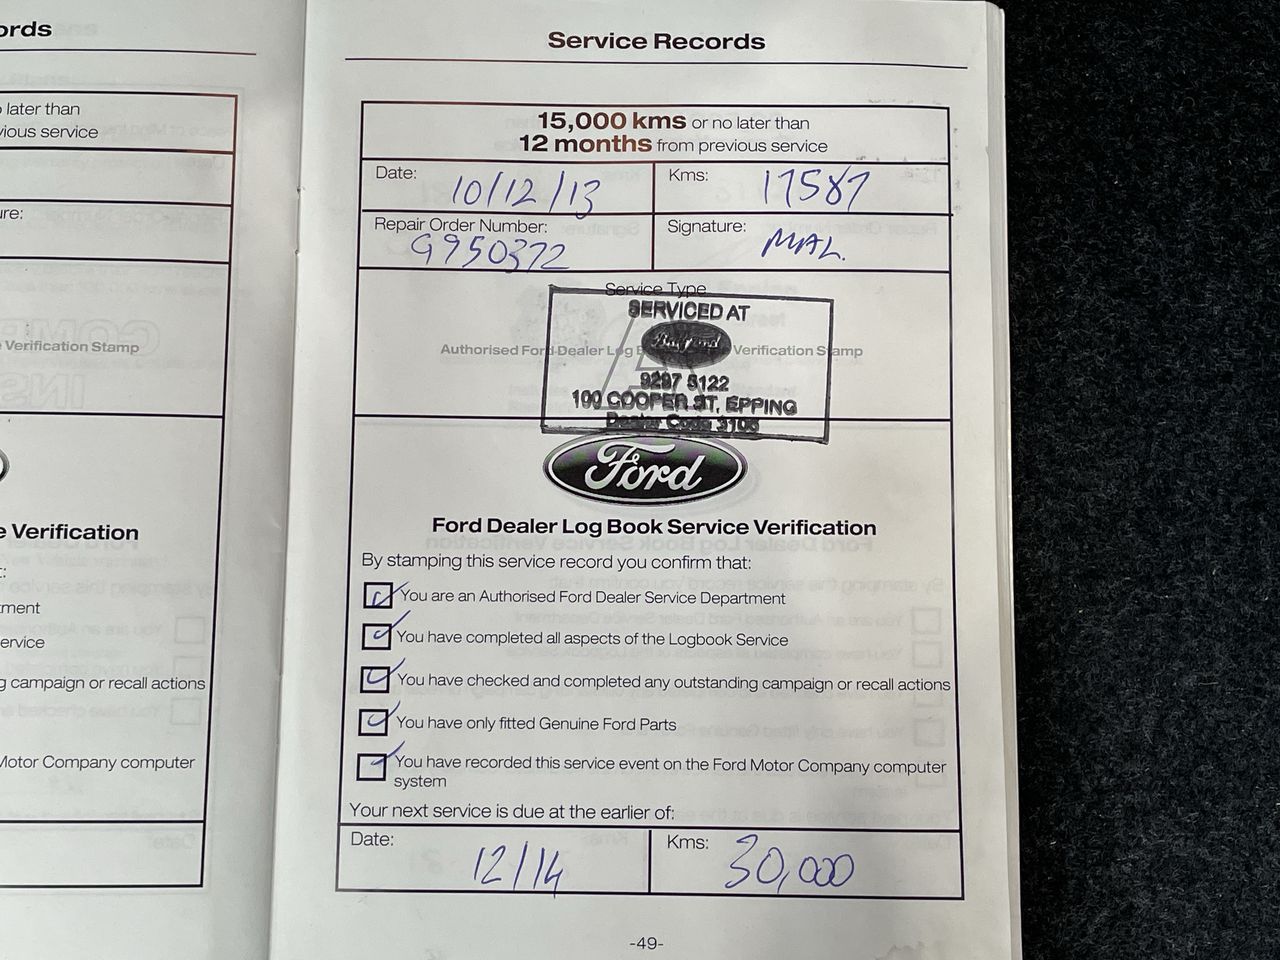 ords
later than
vious service
ure:
e Verification Stamp
e Verification
t:
tment
ervice
g campaign or recall actions
Motor Company computer
Service Records
15,000 kms or no later than
12 months from previous service
Date: 10/12/13
Kms: 17587
Repair Order Number: G950372
Signature: MAL.
Service Type
SERVICED AT
Authorised Ford Dealer Log Verification Stamp
9297 5122
100 COOPER ST, EPPING
Dealer Code
Ford
Ford Dealer Log Book Service Verification
By stamping this service record you confirm that:
You are an Authorised Ford Dealer Service Department
You have completed all aspects of the Logbook Service
You have checked and completed any outstanding campaign or recall actions
You have only fitted Genuine Ford Parts
You have recorded this service event on the Ford Motor Company computer
system
Your next service is due at the earlier of:
Date: 12/14
Kms: 30,000
-49-